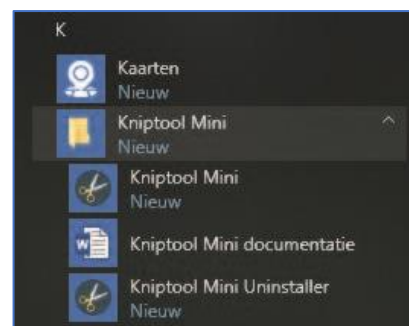 K
Kaarten
Nieuw
Kniptool Mini
Nieuw
Kniptool Mini
Nieuw
Kniptool Mini documentatie
Kniptool Mini Uninstaller
Nieuw